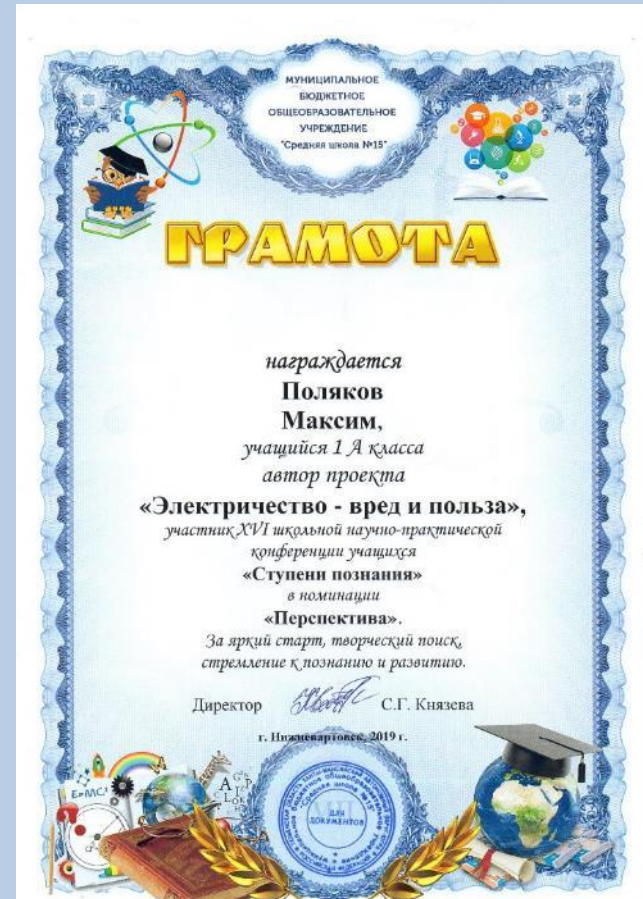 МУНИЦИПАЛЬНОЕ
БЮДЖЕТНОЕ
ОБЩЕОБРАЗОВАТЕЛЬНОЕ
УЧРЕЖДЕНИЕ
"Средняя школа №15"
ГРАМОТА
награждается
Поляков
Максим,
учащийся 1 А класса
автор проекта
«Электричество - вред и польза»,
участник XVI школьной научно-практической
конференции учащихся
«Ступени познания»
в номинации
«Перспектива».
За яркий старт, творческий поиск,
стремление к познанию и развитию.
Директор С.Г. Князева
г. Нижневартовск, 2019 г.
ДЛЯ
ДОКУМЕНТОВ